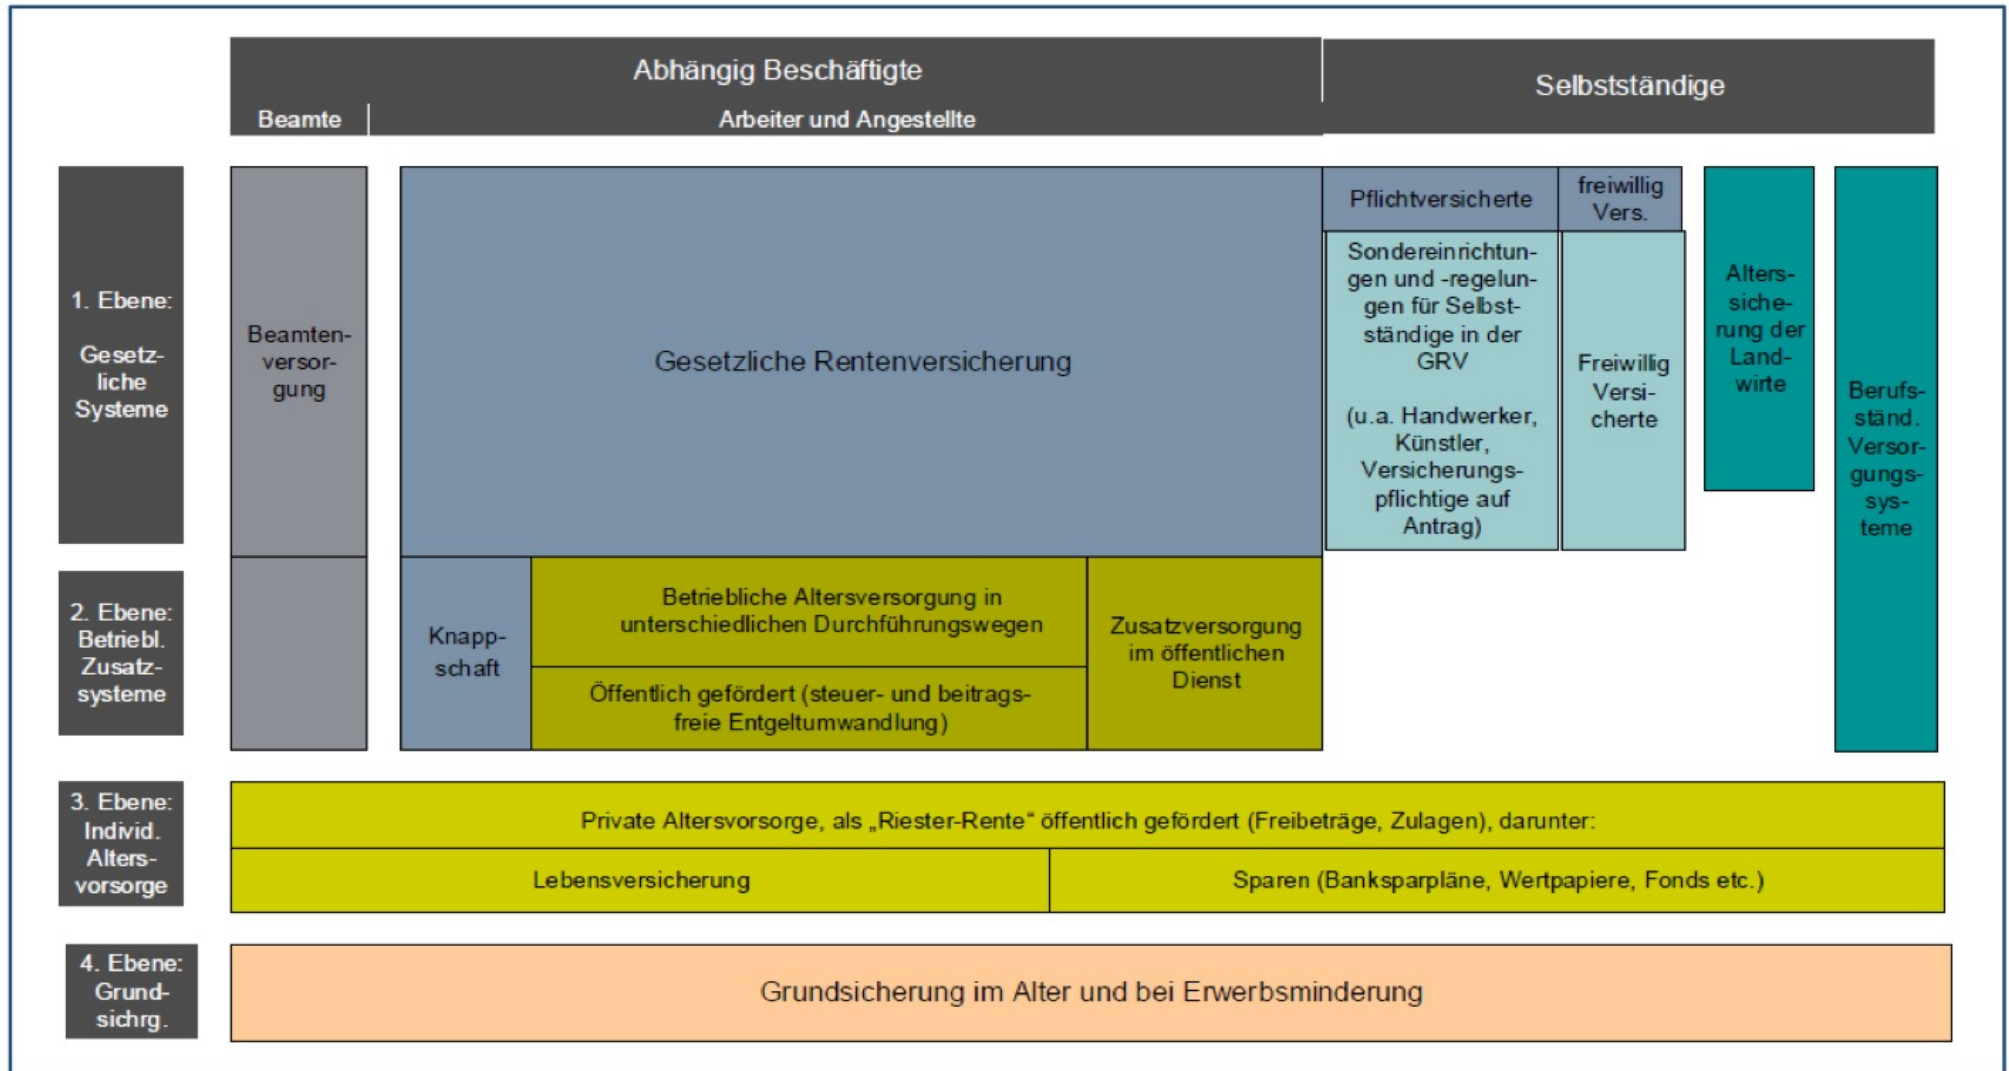 Abhängig Beschäftigte
Selbstständige
Beamte
Arbeiter und Angestellte
1. Ebene:
Gesetz-
liche
Systeme
Beamten-
versor-
gung
Gesetzliche Rentenversicherung
Pflichtversicherte
freiwillig
Vers.
Sondereinrichtun-
gen und -regelun-
gen für Selbst-
ständige in der
GRV
(u.a. Handwerker,
Künstler,
Versicherungs-
pflichtige auf
Antrag)
Freiwillig
Versi-
cherte
Alters-
siche-
rung der
Land-
wirte
Berufs-
ständ.
Versor-
gungs-
sys-
teme
2. Ebene:
Betriebl.
Zusatz-
systeme
Knapp-
schaft
Betriebliche Altersversorgung in
unterschiedlichen Durchführungswegen
Öffentlich gefördert (steuer- und beitrags-
freie Entgeltumwandlung)
Zusatzversorgung
im öffentlichen
Dienst
3. Ebene:
Individ.
Alters-
vorsorge
Private Altersvorsorge, als „Riester-Rente“ öffentlich gefördert (Freibeträge, Zulagen), darunter:
Lebensversicherung
Sparen (Banksparpläne, Wertpapiere, Fonds etc.)
4. Ebene:
Grund-
sichrg.
Grundsicherung im Alter und bei Erwerbsminderung